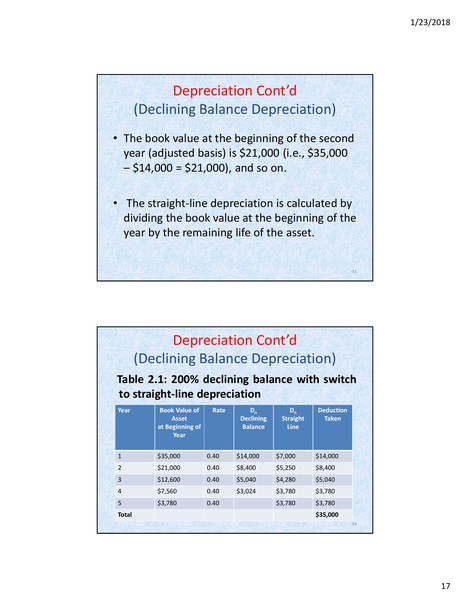 1/23/2018
Depreciation Cont’d
(Declining Balance Depreciation)
• The book value at the beginning of the second
year (adjusted basis) is $21,000 (i.e., $35,000
– $14,000 = $21,000), and so on.
• The straight-line depreciation is calculated by
dividing the book value at the beginning of the
year by the remaining life of the asset.
33
Depreciation Cont’d
(Declining Balance Depreciation)
Table 2.1: 200% declining balance with switch
to straight-line depreciation
Year Book Value of Rate Dn Dn Deduction
Asset Declining Straight Taken
at Beginning of Balance Line
Year
1 $35,000 0.40 $14,000 $7,000 $14,000
2 $21,000 0.40 $8,400 $5,250 $8,400
3 $12,600 0.40 $5,040 $4,280 $5,040
4 $7,560 0.40 $3,024 $3,780 $3,780
5 $3,780 0.40 $3,780 $3,780
Total $35,000
34
17